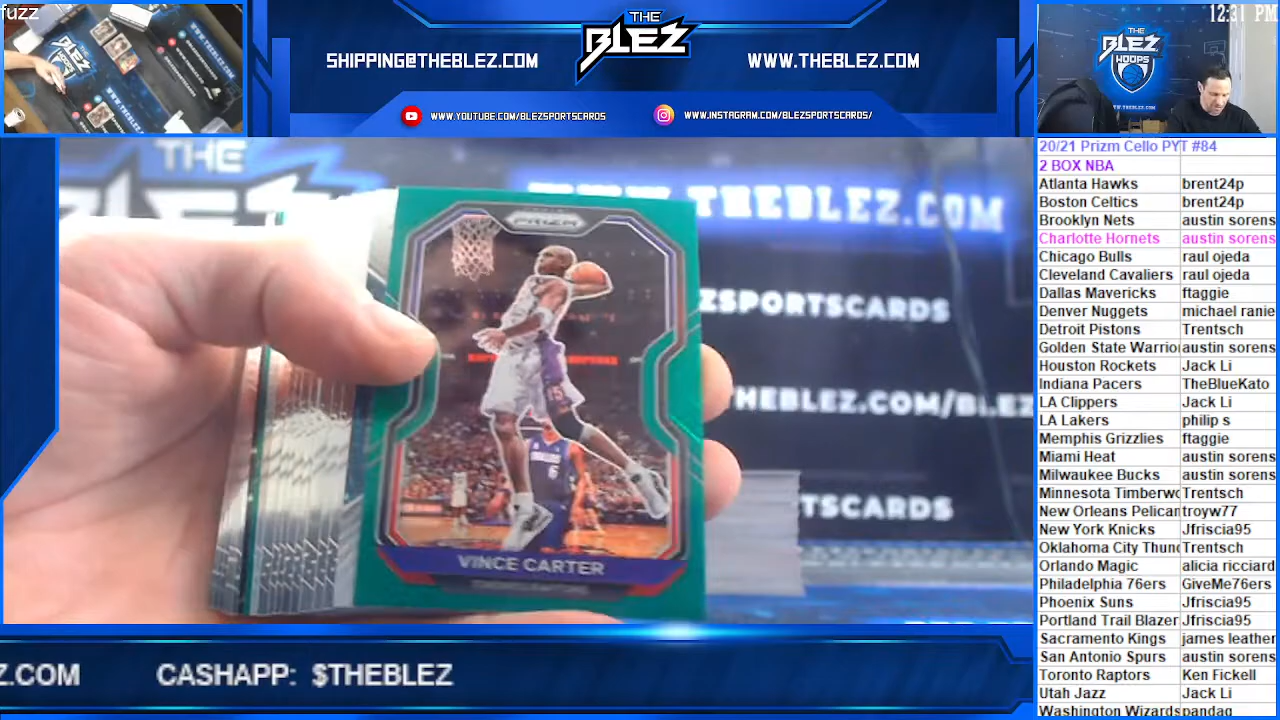 fuzz
THE
BLEZ
SHIPPING@THEBLEZ.COM
WWW.THEBLEZ.COM
WWW.YOUTUBE.COM/BLEZSPORTSCARDS
WWW.INSTAGRAM.COM/BLEZSPORTSCARDS/
12:31 PM
THE
BLEZ
HOOPS
THE
WWW.THEBLEZ.COM
PRIZM
ZSPORTSCARDS
HEBLEZ.COM/BLEZ
RTSCARDS
15
6
VINCE CARTER
20/21 Prizm Cello PYT #84
2 BOX NBA
Atlanta Hawks brent24p
Boston Celtics brent24p
Brooklyn Nets austin sorens
Charlotte Hornets austin sorens
Chicago Bulls raul ojeda
Cleveland Cavaliers raul ojeda
Dallas Mavericks ftaggie
Denver Nuggets michael ranie
Detroit Pistons Trentsch
Golden State Warrio austin sorens
Houston Rockets Jack Li
Indiana Pacers TheBlueKato
LA Clippers Jack Li
LA Lakers philip s
Memphis Grizzlies ftaggie
Miami Heat austin sorens
Milwaukee Bucks austin sorens
Minnesota Timberwo Trentsch
New Orleans Pelican troyw77
New York Knicks Jfriscia95
Oklahoma City Thund Trentsch
Orlando Magic alicia ricciard
Philadelphia 76ers GiveMe76ers
Phoenix Suns Jfriscia95
Portland Trail Blazer Jfriscia95
Sacramento Kings james leather
San Antonio Spurs austin sorens
Toronto Raptors Ken Fickell
Utah Jazz Jack Li
Washington Wizards pandag
Z.COM CASHAPP: $THEBLEZ